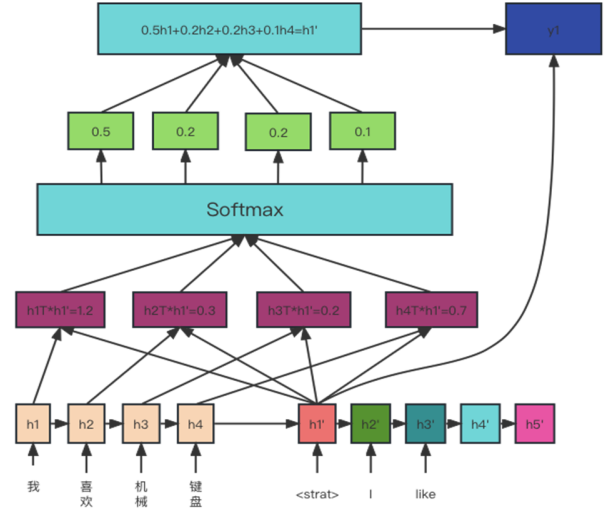 0.5h1+0.2h2+0.2h3+0.1h4=h1'
y1
0.5
0.2
0.2
0.1
Softmax
h1T*h1'=1.2
h2T*h1'=0.3
h3T*h1'=0.2
h4T*h1'=0.7
h1
h2
h3
h4
h1'
h2'
h3'
h4'
h5'
我
喜
欢
机
械
键
盘
<strat>
I
like